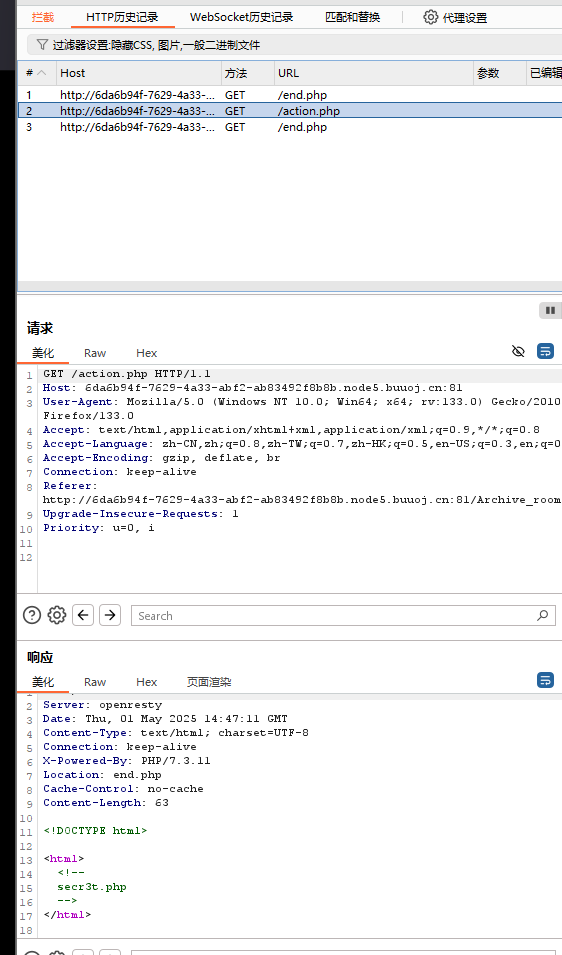 拦截 HTTP历史记录 WebSocket历史记录 匹配和替换 代理设置
过滤器设置:隐藏CSS, 图片,一般二进制文件
# Host 方法 URL 参数 已编辑
1 http://6da6b94f-7629-4a33-... GET /end.php
2 http://6da6b94f-7629-4a33-... GET /action.php
3 http://6da6b94f-7629-4a33-... GET /end.php
请求
美化 Raw Hex
1 GET /action.php HTTP/1.1
2 Host: 6da6b94f-7629-4a33-abf2-ab83492f8b8b.node5.buuoj.cn:81
3 User-Agent: Mozilla/5.0 (Windows NT 10.0; Win64; x64; rv:133.0) Gecko/2010
Firefox/133.0
4 Accept: text/html,application/xhtml+xml,application/xml;q=0.9,*/*;q=0.8
5 Accept-Language: zh-CN,zh;q=0.8,zh-TW;q=0.7,zh-HK;q=0.5,en-US;q=0.3,en;q=0
6 Accept-Encoding: gzip, deflate, br
7 Connection: keep-alive
8 Referer:
http://6da6b94f-7629-4a33-abf2-ab83492f8b8b.node5.buuoj.cn:81/Archive_room
9 Upgrade-Insecure-Requests: 1
10 Priority: u=0, i
11
12
Search
响应
美化 Raw Hex 页面渲染
2 Server: openresty
3 Date: Thu, 01 May 2025 14:47:11 GMT
4 Content-Type: text/html; charset=UTF-8
5 Connection: keep-alive
6 X-Powered-By: PHP/7.3.11
7 Location: end.php
8 Cache-Control: no-cache
9 Content-Length: 63
10
11 <!DOCTYPE html>
12
13 <html>
14 <!--
15 secr3t.php
16 -->
17 </html>
18